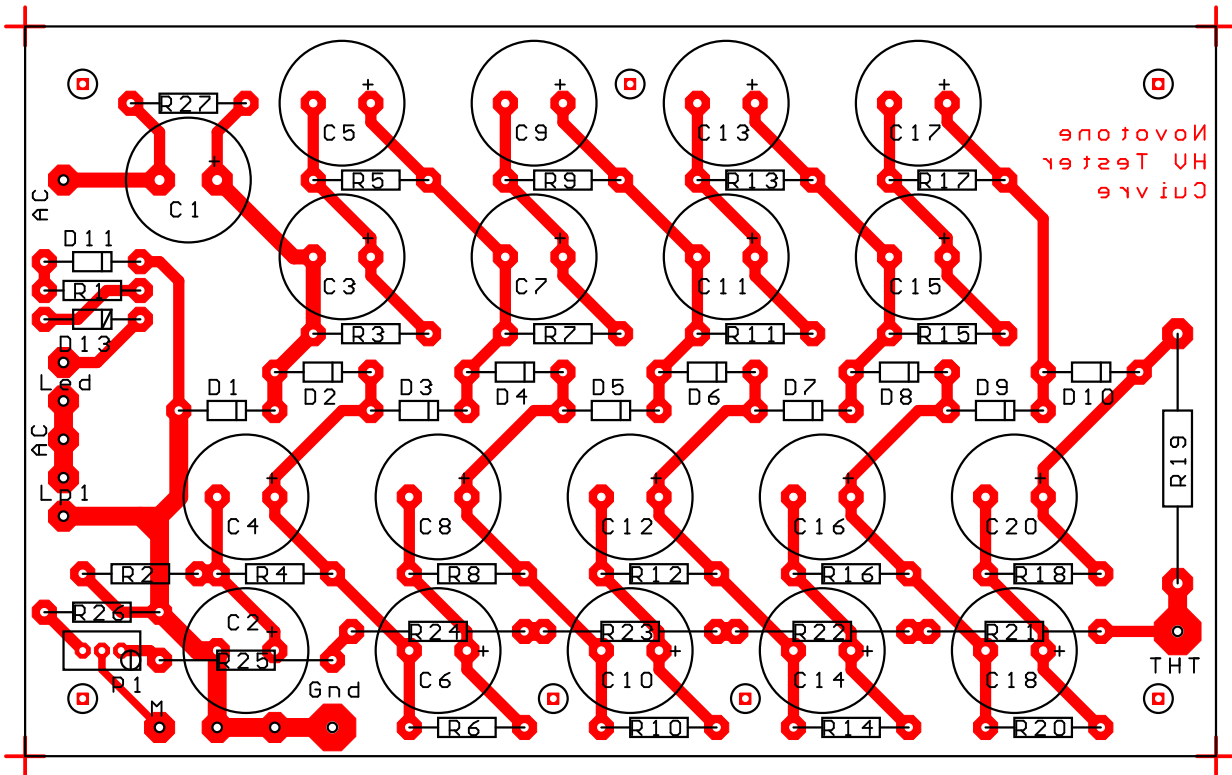 R27
C5
C9
C13
C17
Novotone
HV Tester
Cuivre
R5
R9
R13
R17
AC
C1
D11
R1
C3
C7
C11
C15
D13
R3
R7
R11
R15
Led
D1
D2
D3
D4
D5
D6
D7
D8
D9
D10
AC
R19
Lp1
C4
C8
C12
C16
C20
R2
R4
R8
R12
R16
R18
R26
C2
R24
R23
R22
R21
R25
P1
Gnd
C6
C10
C14
C18
THT
M
R6
R10
R14
R20